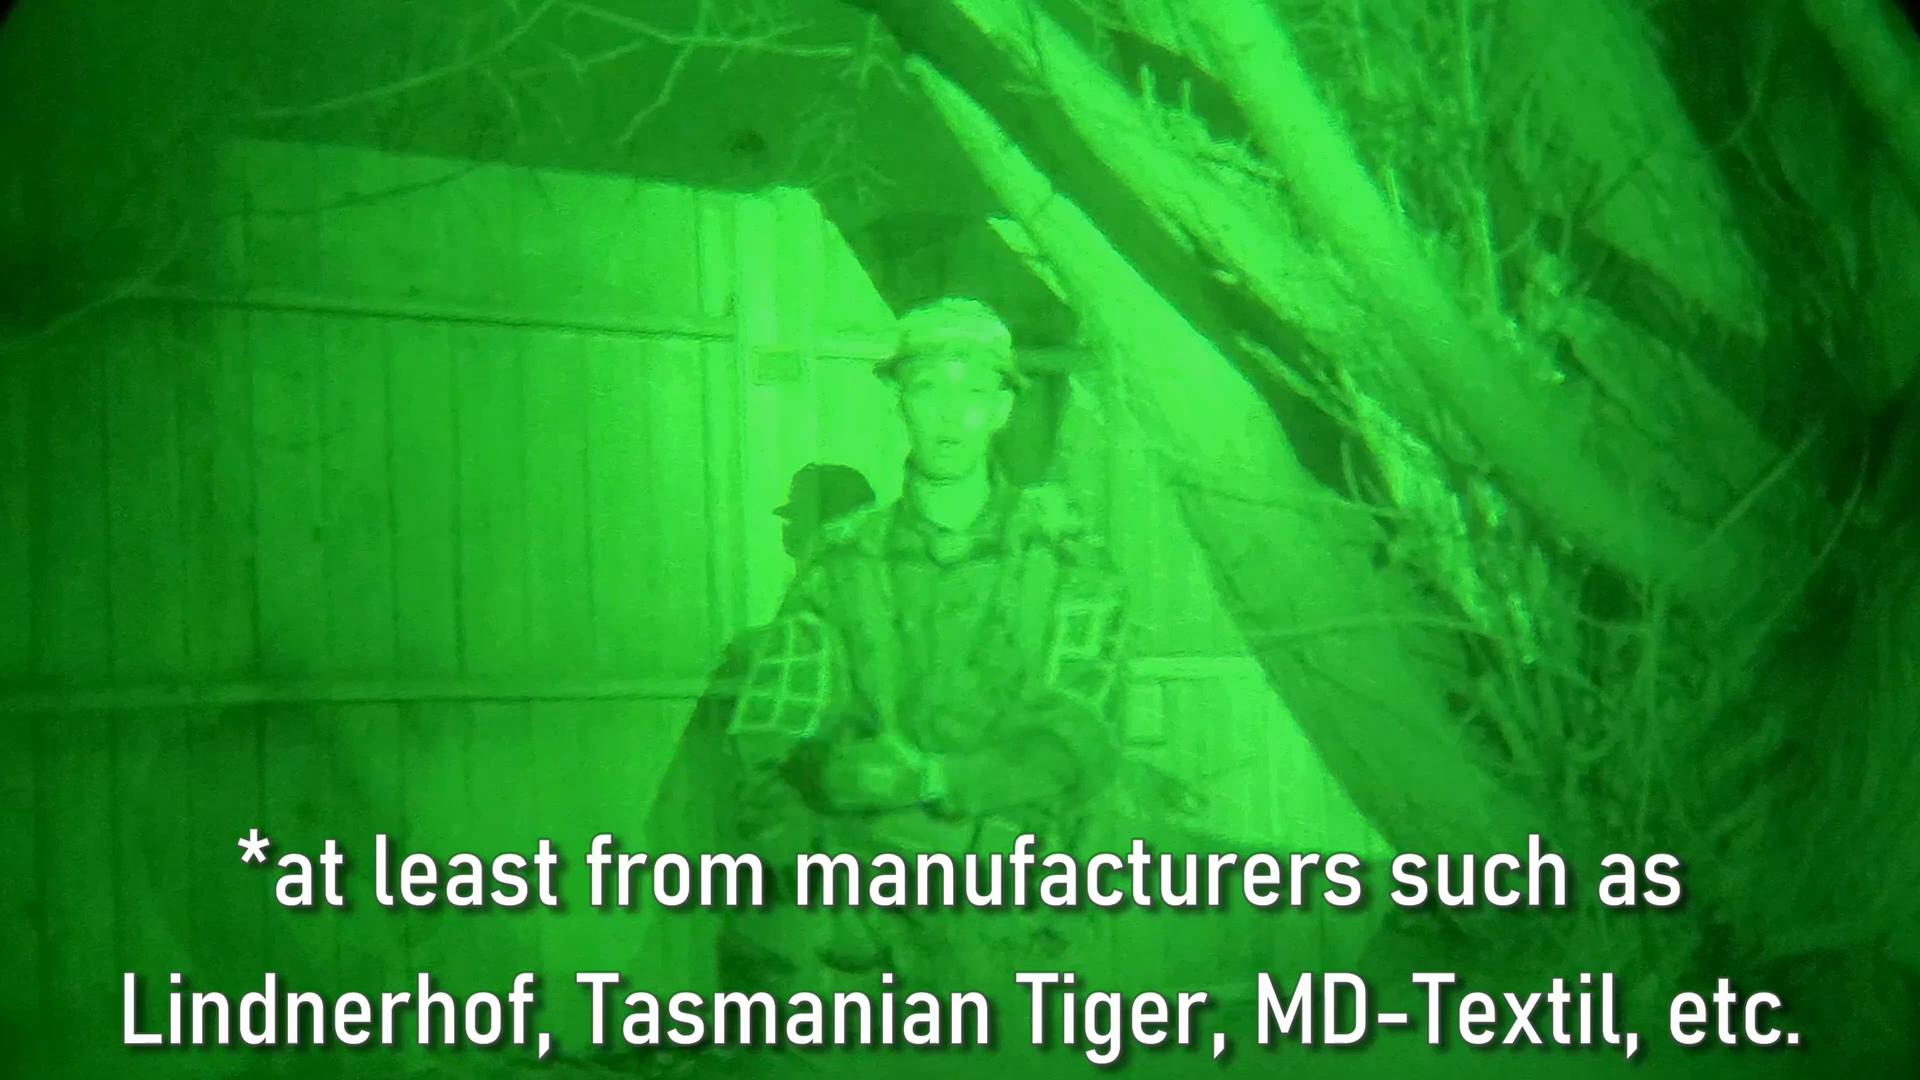 *at least from manufacturers such as
Lindnerhof, Tasmanian Tiger, MD-Textil, etc.